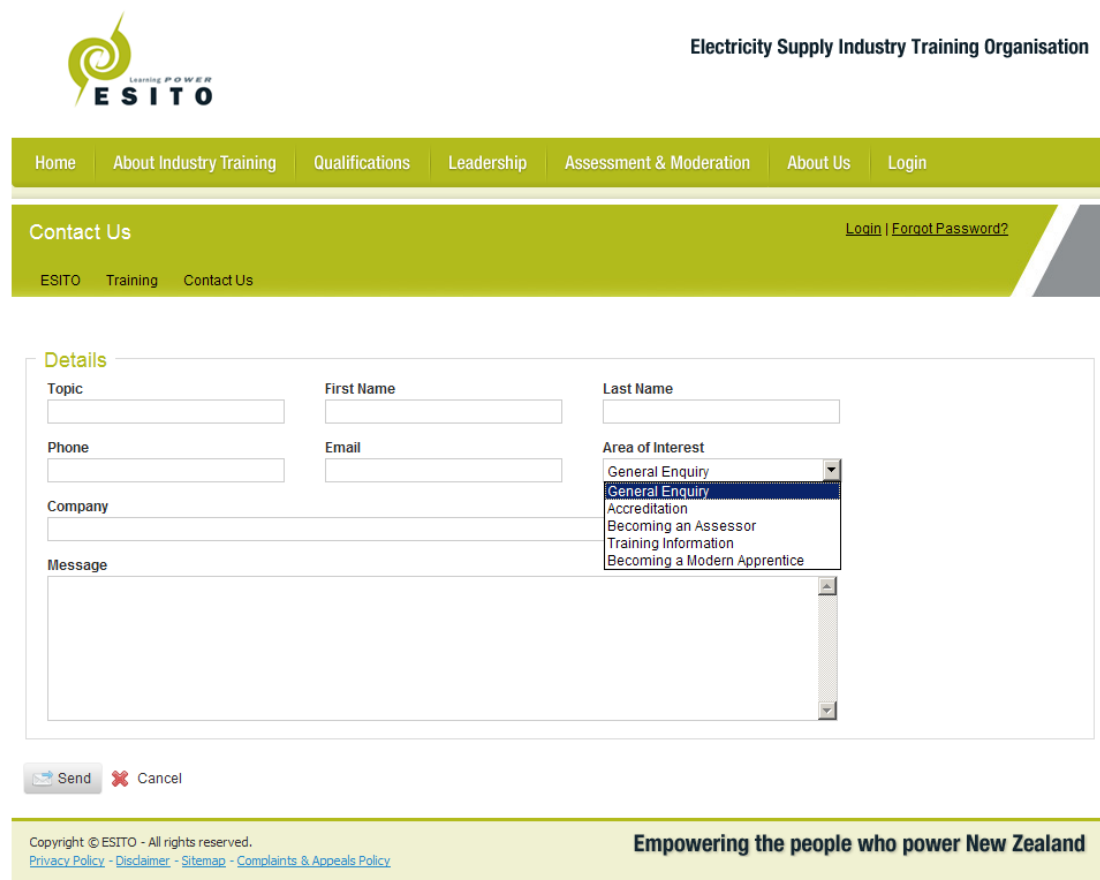 Learning POWER
ESITO
Electricity Supply Industry Training Organisation
Home About Industry Training Qualifications Leadership Assessment & Moderation About Us Login
Contact Us
Login | Forgot Password?
ESITO Training Contact Us
Details
Topic First Name Last Name
Phone Email Area of Interest
General Enquiry
General Enquiry
Accreditation
Becoming an Assessor
Training Information
Becoming a Modern Apprentice
Company
Message
Send Cancel
Copyright © ESITO - All rights reserved.
Privacy Policy - Disclaimer - Sitemap - Complaints & Appeals Policy
Empowering the people who power New Zealand